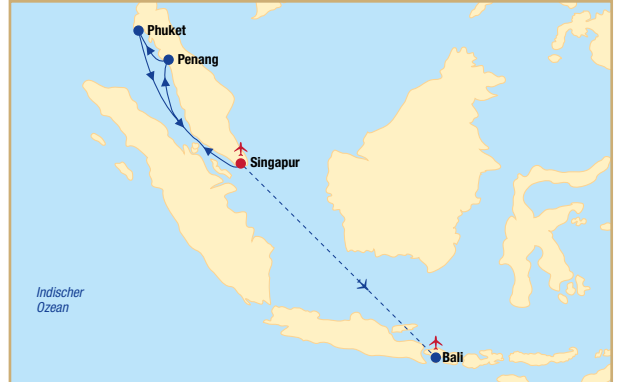 Phuket
Penang
Singapur
Indischer
Ozean
Bali